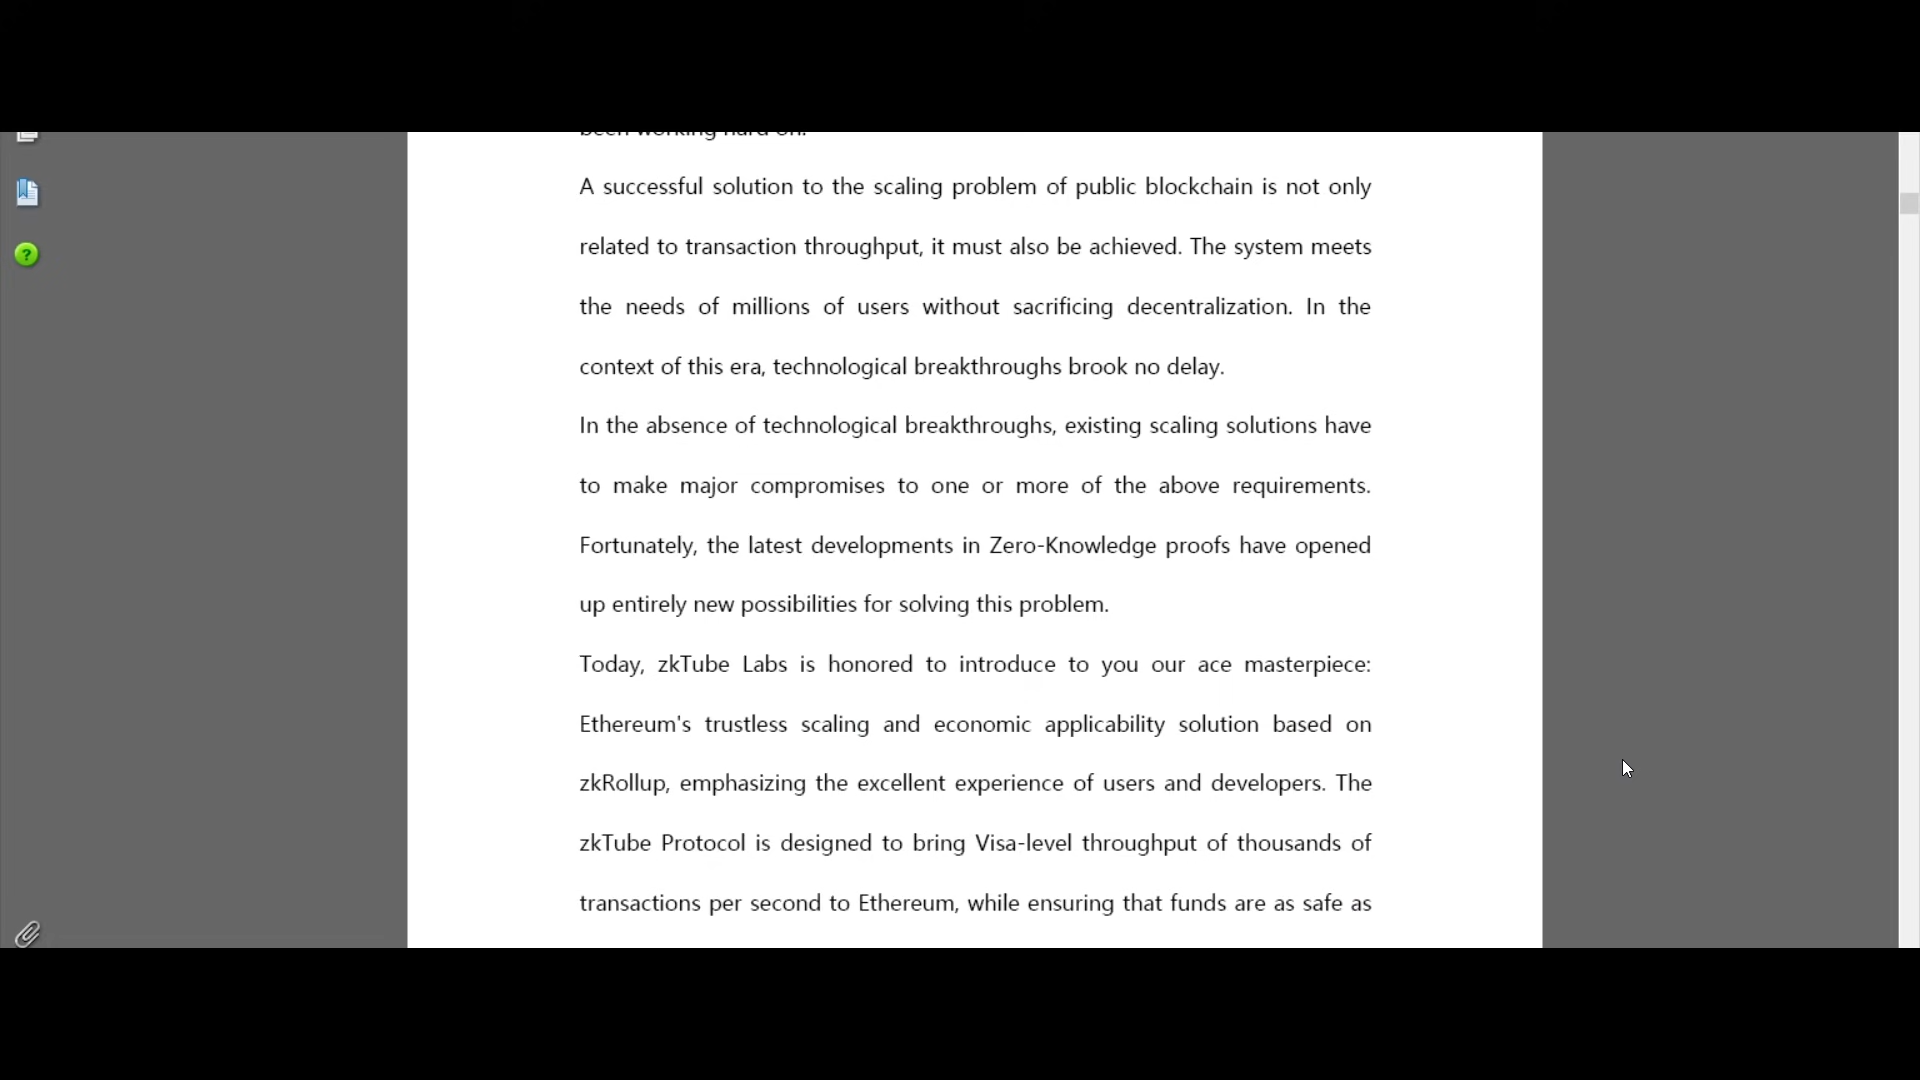 been working hard on.
A successful solution to the scaling problem of public blockchain is not only
related to transaction throughput, it must also be achieved. The system meets
the needs of millions of users without sacrificing decentralization. In the
context of this era, technological breakthroughs brook no delay.
In the absence of technological breakthroughs, existing scaling solutions have
to make major compromises to one or more of the above requirements.
Fortunately, the latest developments in Zero-Knowledge proofs have opened
up entirely new possibilities for solving this problem.
Today, zkTube Labs is honored to introduce to you our ace masterpiece:
Ethereum's trustless scaling and economic applicability solution based on
zkRollup, emphasizing the excellent experience of users and developers. The
zkTube Protocol is designed to bring Visa-level throughput of thousands of
transactions per second to Ethereum, while ensuring that funds are as safe as